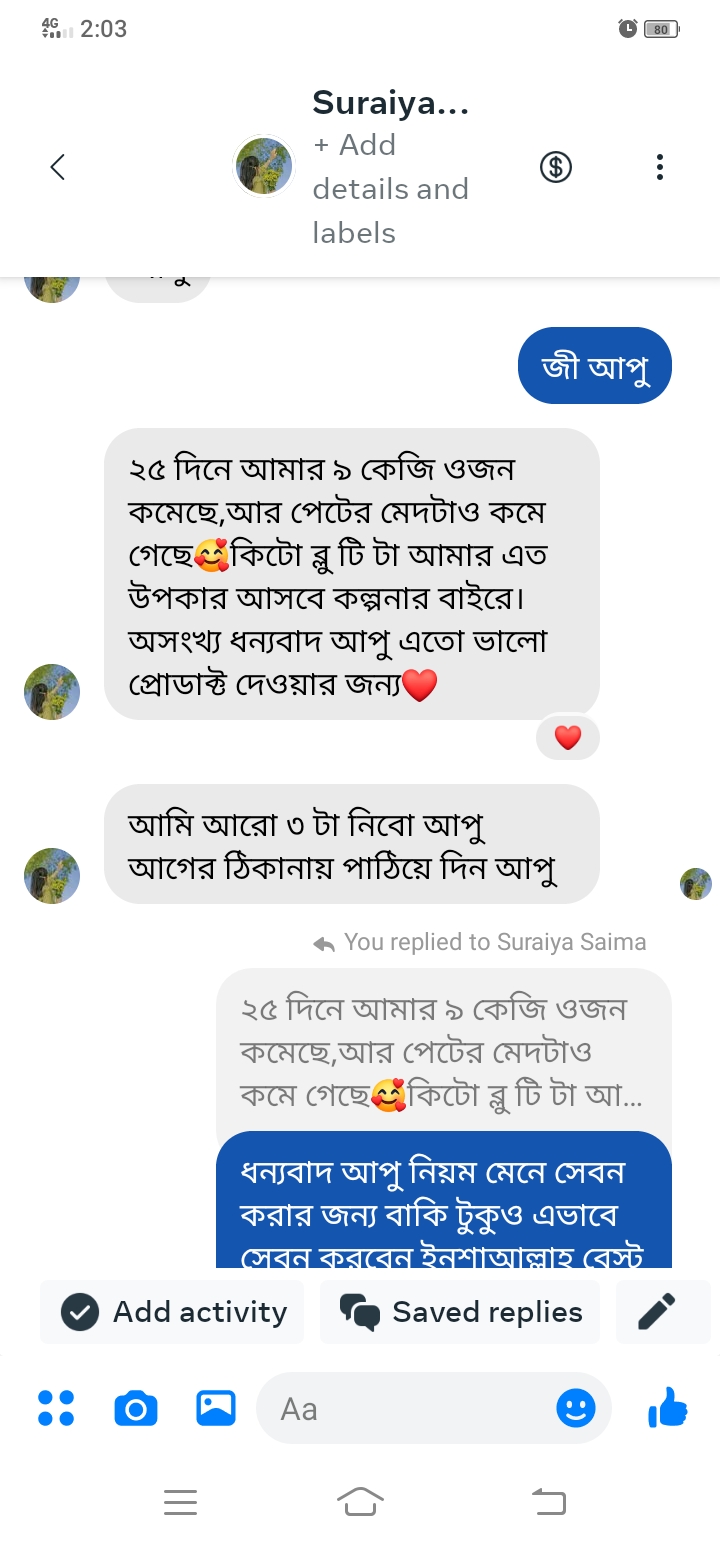 4G 2:03 80
Suraiya...
+ Add
details and
labels
জী আপু
২৫ দিনে আমার ৯ কেজি ওজন
কমেছে,আর পেটের মেদটাও কমে
গেছে🥰কিটো ব্লু টি টা আমার এত
উপকার আসবে কল্পনার বাইরে।
অসংখ্য ধন্যবাদ আপু এতো ভালো
প্রোডাক্ট দেওয়ার জন্য❤️
❤️
আমি আরো ৩ টা নিবো আপু
আগের ঠিকানায় পাঠিয়ে দিন আপু
You replied to Suraiya Saima
২৫ দিনে আমার ৯ কেজি ওজন
কমেছে,আর পেটের মেদটাও
কমে গেছে🥰কিটো ব্লু টি টা আ...
ধন্যবাদ আপু নিয়ম মেনে সেবন
করার জন্য বাকি টুকুও এভাবে
সেবন করবেন ইনশাআল্লাহ বেস্ট
Add activity
Saved replies
Aa